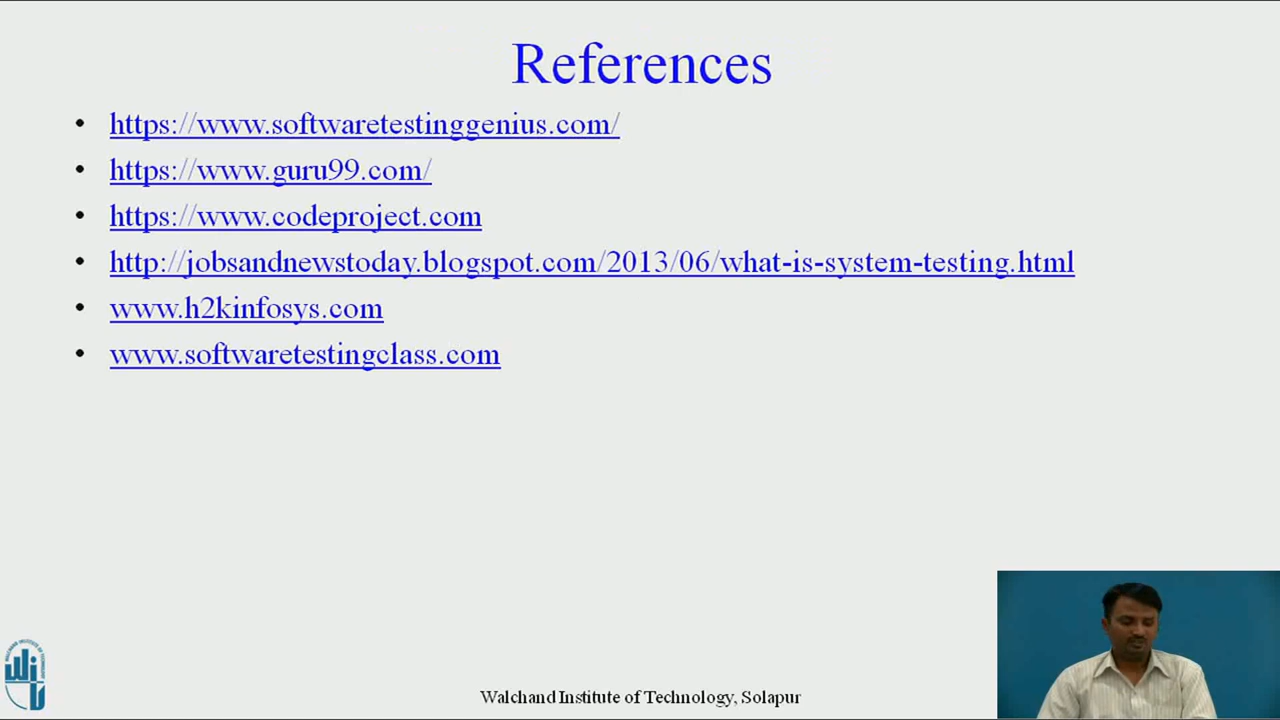 References
• https://www.softwaretestinggenius.com/
• https://www.guru99.com/
• https://www.codeproject.com
• http://jobsandnewstoday.blogspot.com/2013/06/what-is-system-testing.html
• www.h2kinfosys.com
• www.softwaretestingclass.com
Walchand Institute of Technology, Solapur